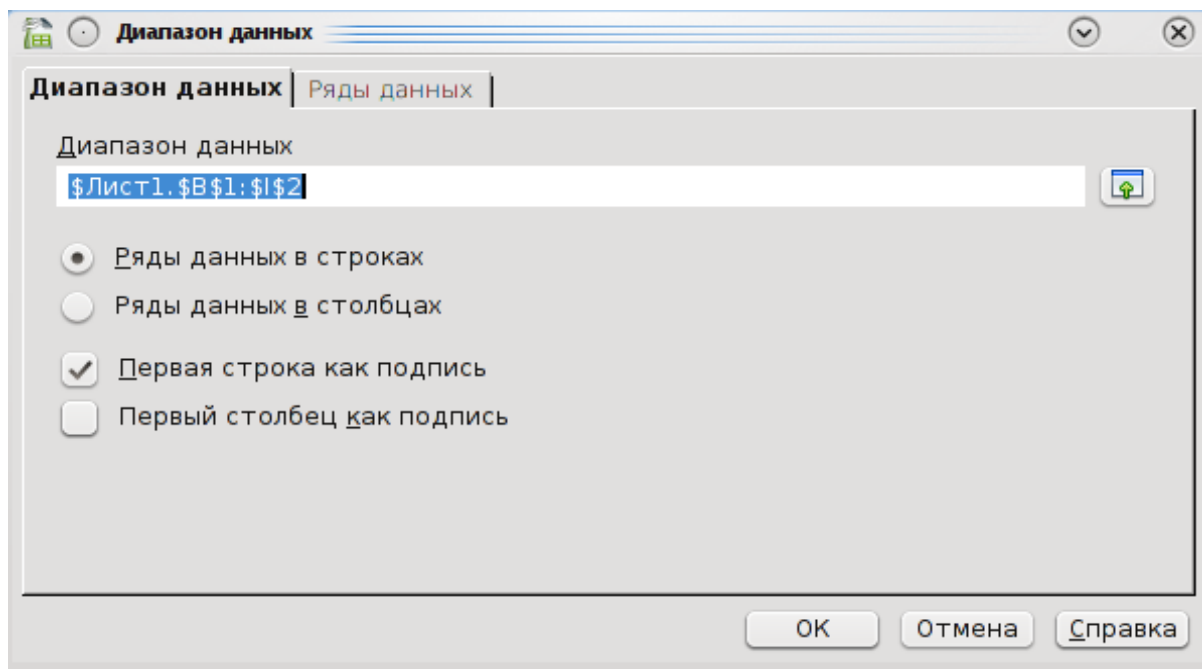 Диапазон данных
Диапазон данных Ряды данных
Диапазон данных
$Лист1.$B$1:$I$2
Ряды данных в строках
Ряды данных в столбцах
Первая строка как подпись
Первый столбец как подпись
ОК Отмена Справка